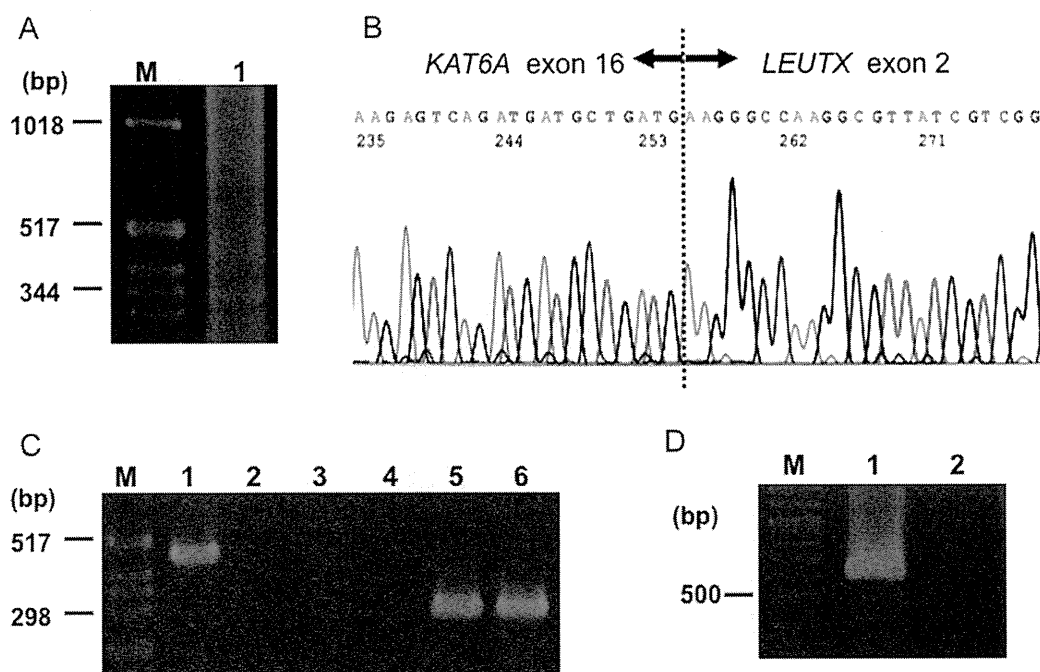 A
(bp)
M 1
1018
517
344
B
KAT6A exon 16
LEUTX exon 2
AAGAGTCAGATGATGCTGATGAAGGGCCAAGGCGTTATCGTCGG
235 244 253 262 271
C
(bp)
M 1 2 3 4 5 6
517
298
D
(bp)
M 1 2
500